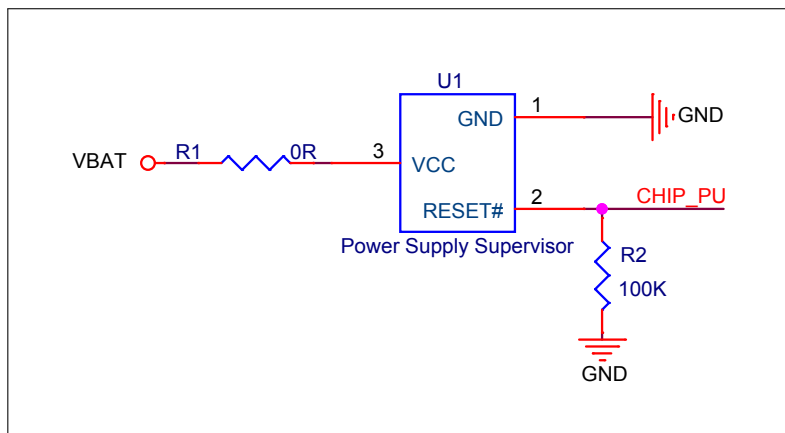 U1
1
GND
GND
VBAT
R1
0R
3
VCC
2
CHIP_PU
RESET#
Power Supply Supervisor
R2
100K
GND